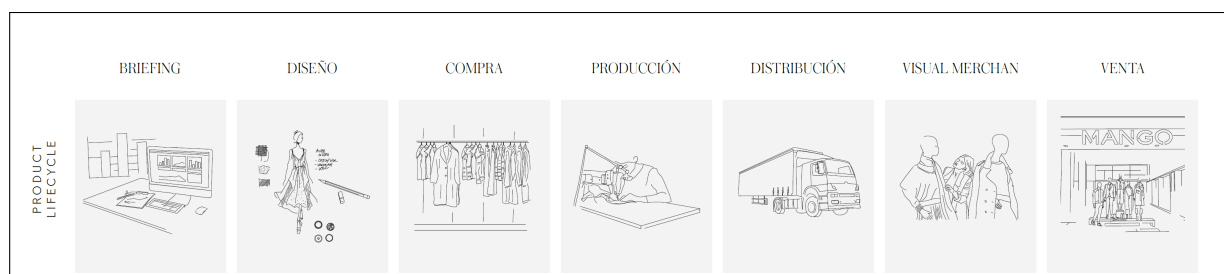 BRIEFING
DISEÑO
COMPRA
PRODUCCIÓN
DISTRIBUCIÓN
VISUAL MERCHAN
VENTA
PRODUCT
LIFECYCLE
MANGO